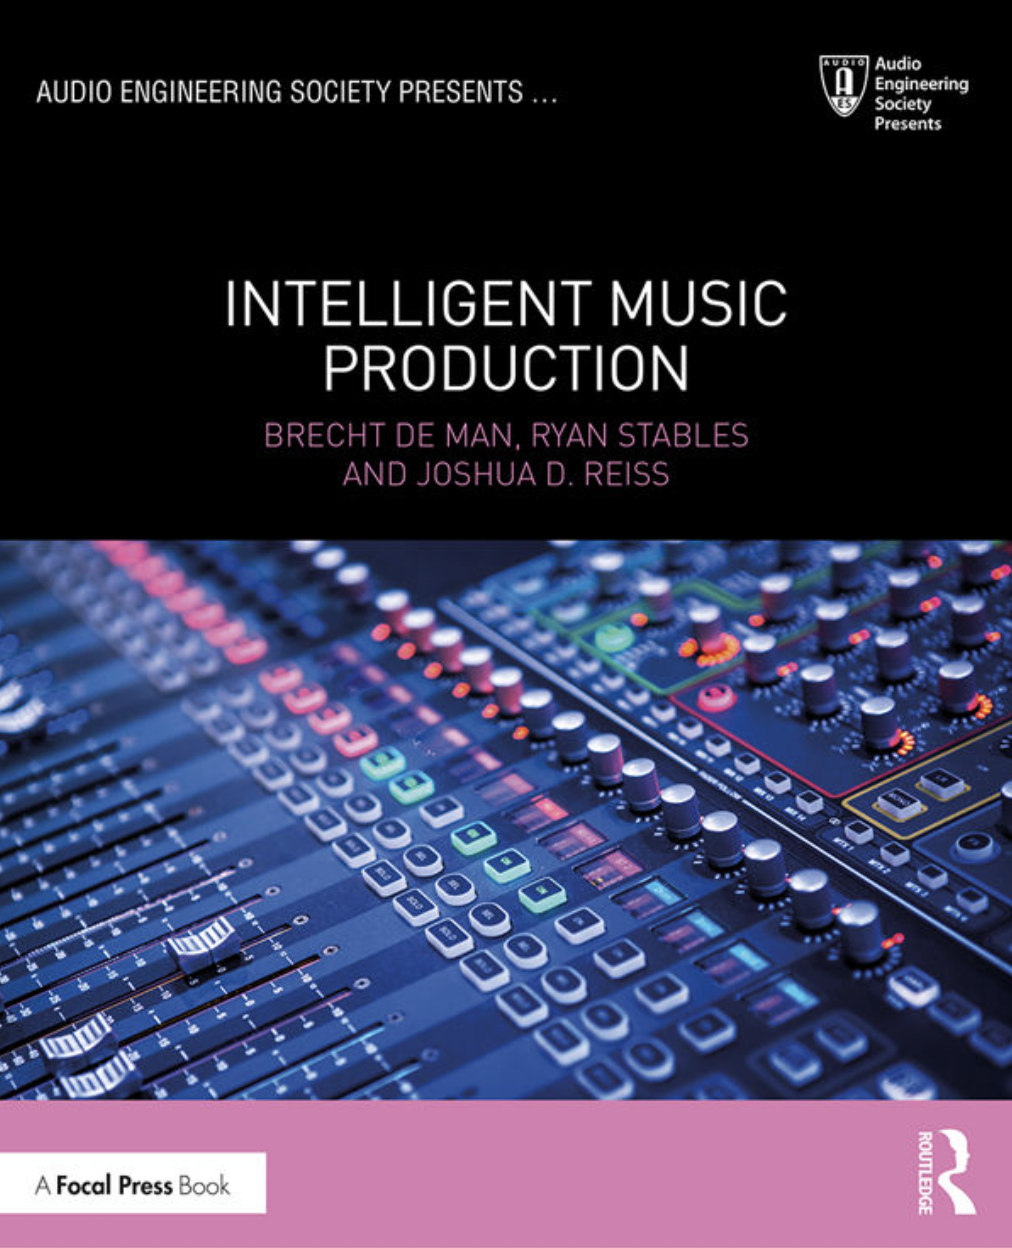 AUDIO ENGINEERING SOCIETY PRESENTS ...
AUDIO
A
ES
Audio
Engineering
Society
Presents
INTELLIGENT MUSIC
PRODUCTION
BRECHT DE MAN, RYAN STABLES
AND JOSHUA D. REISS
A Focal Press Book
ROUTLEDGE